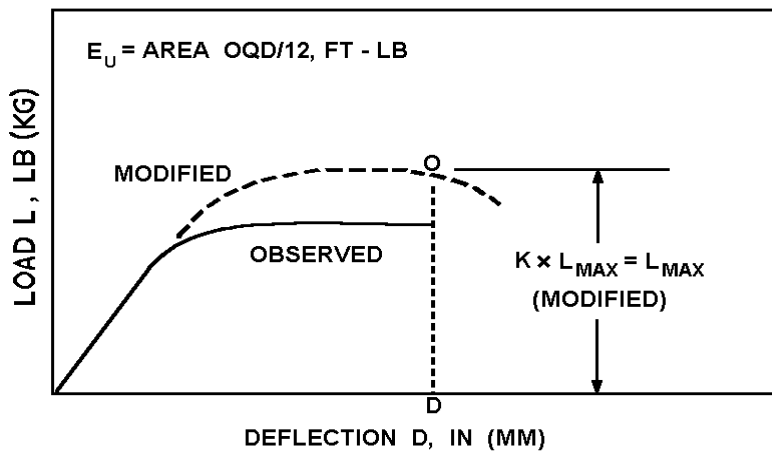 E_U = AREA OQD/12, FT - LB
LOAD L, LB (KG)
MODIFIED
O
OBSERVED
K × L_MAX = L_MAX
(MODIFIED)
D
DEFLECTION D, IN (MM)